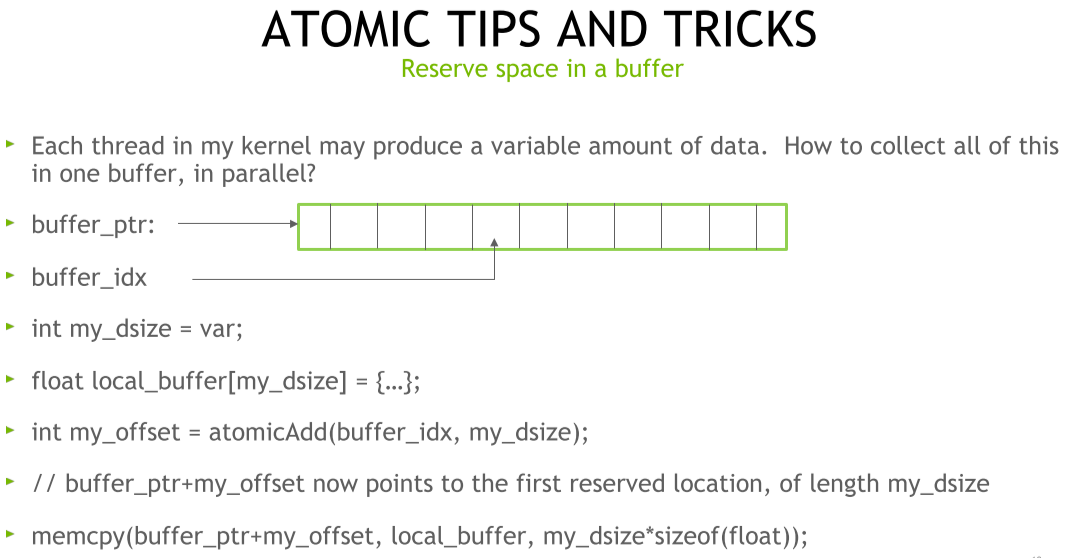 ATOMIC TIPS AND TRICKS
Reserve space in a buffer
Each thread in my kernel may produce a variable amount of data. How to collect all of this
in one buffer, in parallel?
buffer_ptr:
buffer_idx
int my_dsize = var;
float local_buffer[my_dsize] = {…};
int my_offset = atomicAdd(buffer_idx, my_dsize);
// buffer_ptr+my_offset now points to the first reserved location, of length my_dsize
memcpy(buffer_ptr+my_offset, local_buffer, my_dsize*sizeof(float));